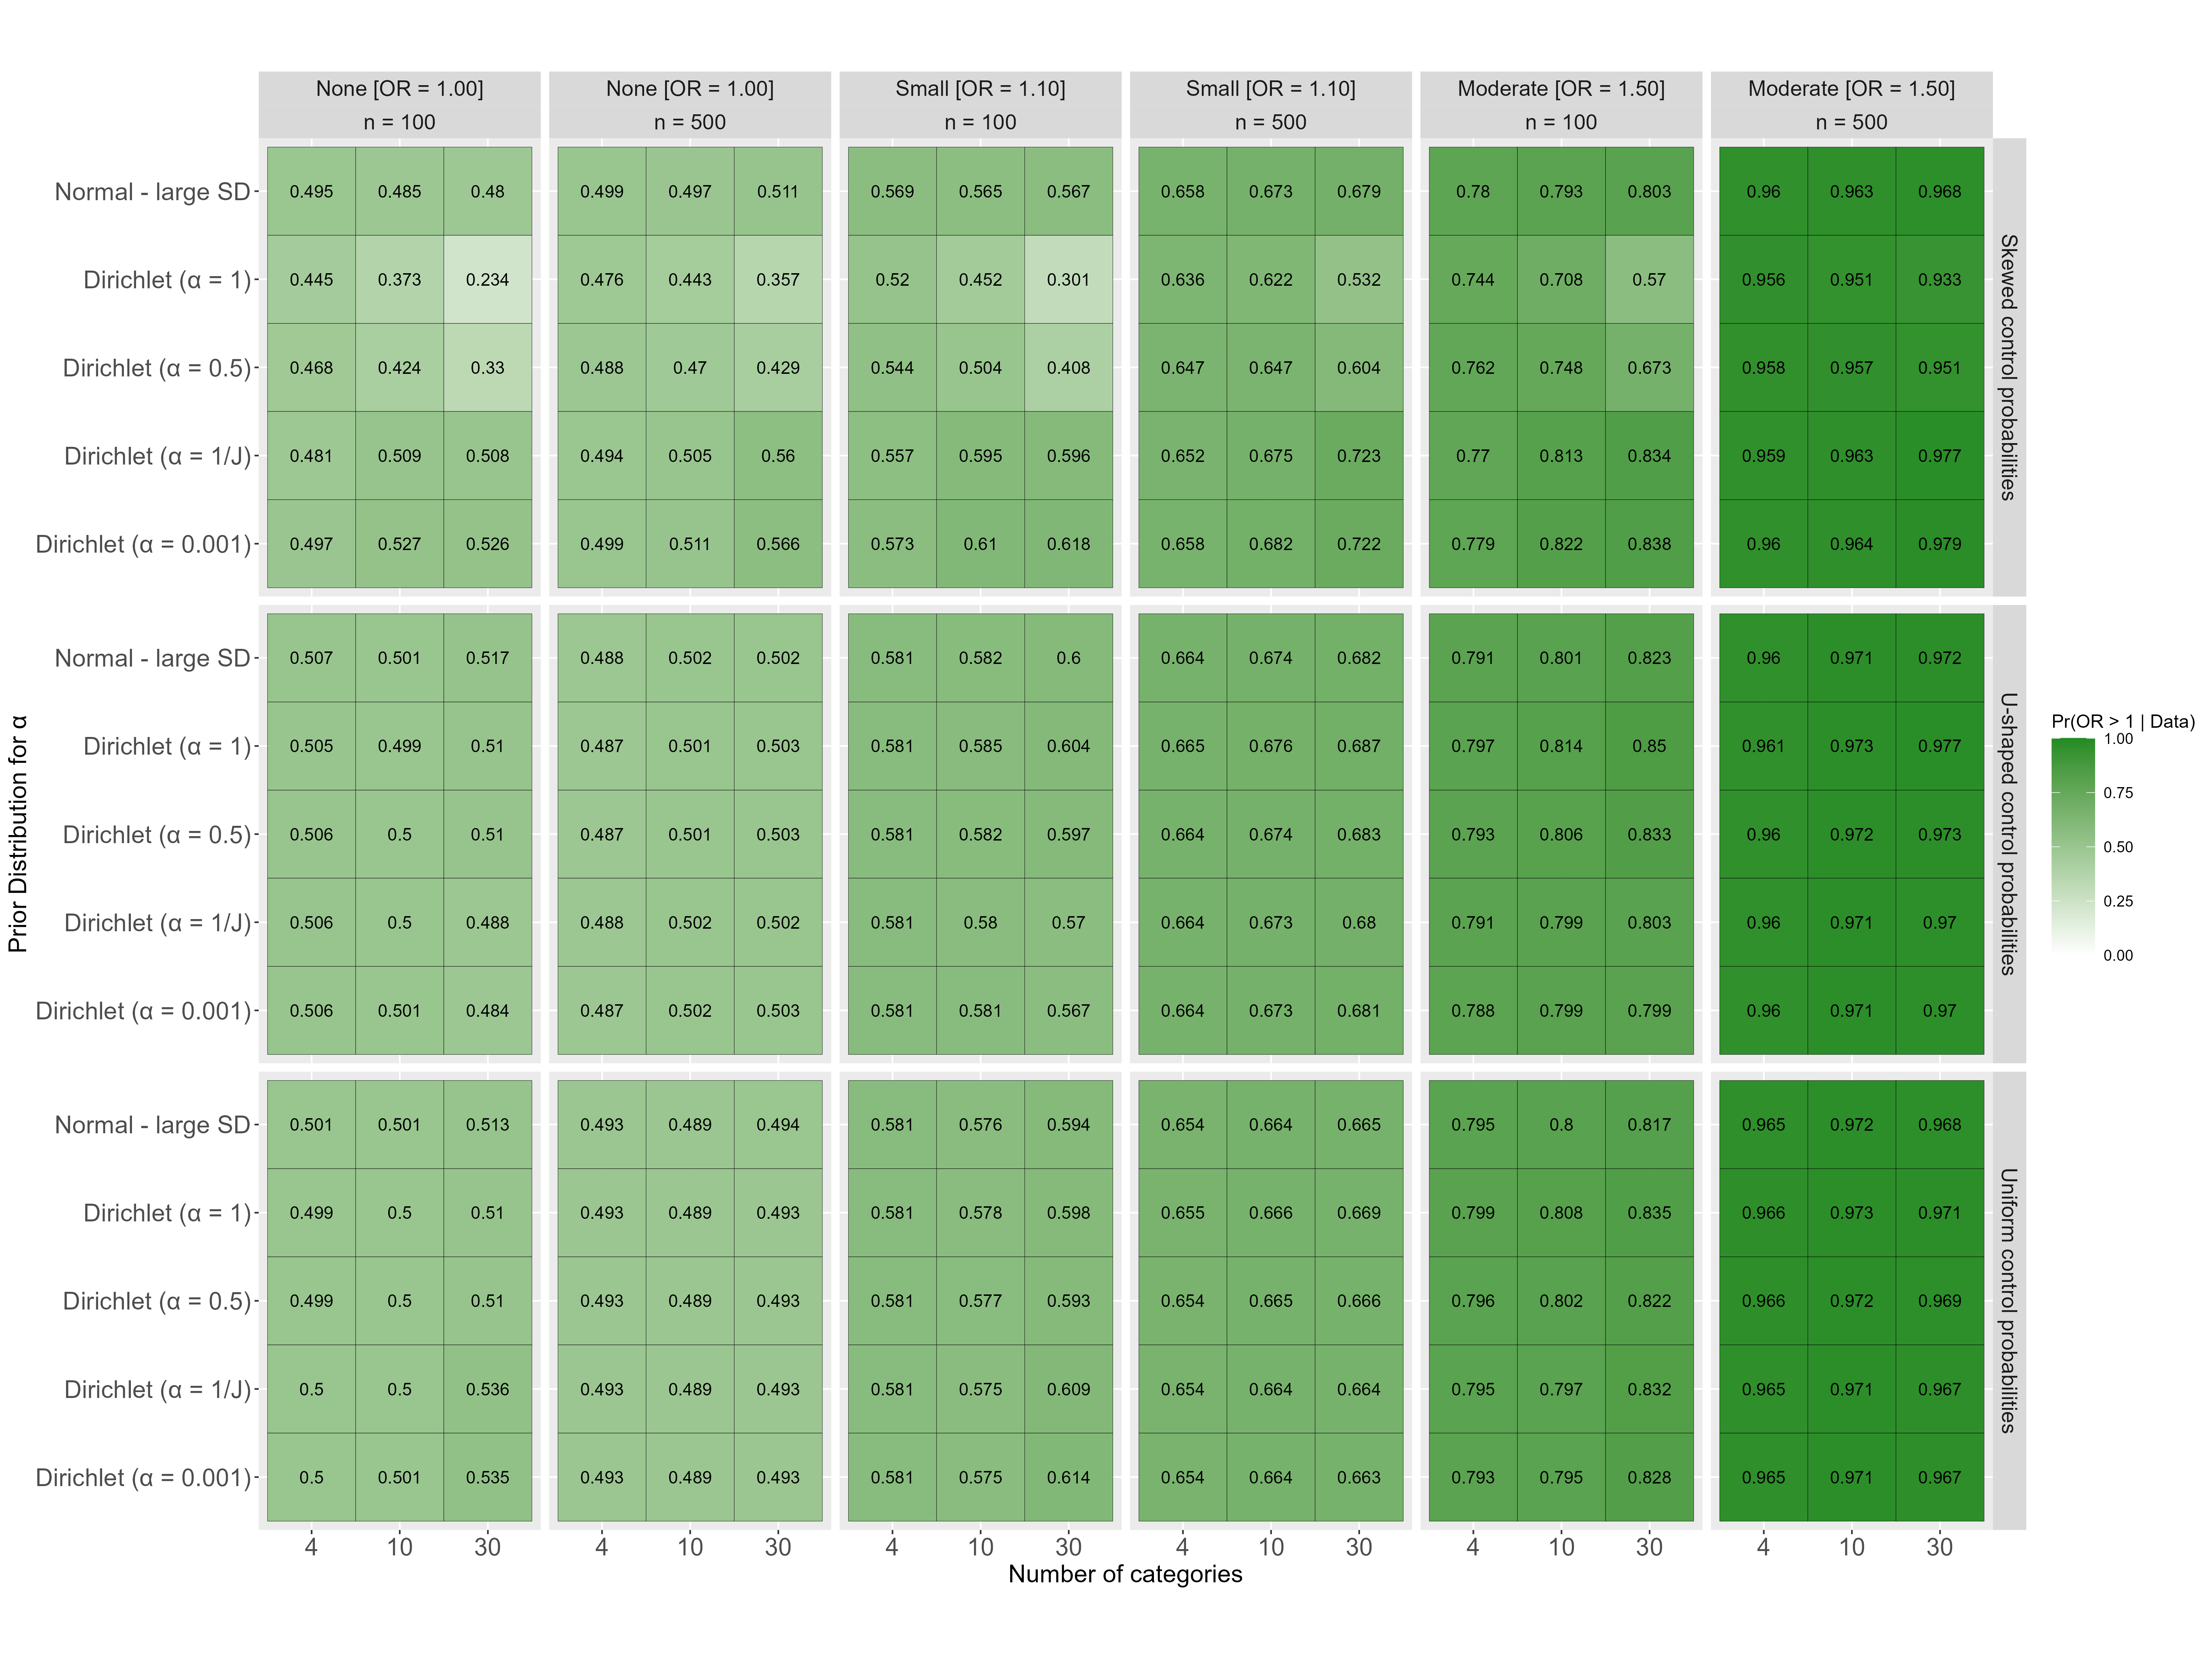 None [OR = 1.00] None [OR = 1.00] Small [OR = 1.10] Small [OR = 1.10] Moderate [OR = 1.50] Moderate [OR = 1.50]
n = 100 n = 500 n = 100 n = 500 n = 100 n = 500
Normal - large SD 0.495 0.485 0.48 0.499 0.497 0.511 0.569 0.565 0.567 0.658 0.673 0.679 0.78 0.793 0.803 0.96 0.963 0.968
Dirichlet (α = 1) 0.445 0.373 0.234 0.476 0.443 0.357 0.52 0.452 0.301 0.636 0.622 0.532 0.744 0.708 0.57 0.956 0.951 0.933
Dirichlet (α = 0.5) 0.468 0.424 0.33 0.488 0.47 0.429 0.544 0.504 0.408 0.647 0.647 0.604 0.762 0.748 0.673 0.958 0.957 0.951
Dirichlet (α = 1/J) 0.481 0.509 0.508 0.494 0.505 0.56 0.557 0.595 0.596 0.652 0.675 0.723 0.77 0.813 0.834 0.959 0.963 0.977
Dirichlet (α = 0.001) 0.497 0.527 0.526 0.499 0.511 0.566 0.573 0.61 0.618 0.658 0.682 0.722 0.779 0.822 0.838 0.96 0.964 0.979
Skewed control probabilities
Normal - large SD 0.507 0.501 0.517 0.488 0.502 0.502 0.581 0.582 0.6 0.664 0.674 0.682 0.791 0.801 0.823 0.96 0.971 0.972
Dirichlet (α = 1) 0.505 0.499 0.51 0.487 0.501 0.503 0.581 0.585 0.604 0.665 0.676 0.687 0.797 0.814 0.85 0.961 0.973 0.977
Dirichlet (α = 0.5) 0.506 0.5 0.51 0.487 0.501 0.503 0.581 0.582 0.597 0.664 0.674 0.683 0.793 0.806 0.833 0.96 0.972 0.973
Dirichlet (α = 1/J) 0.506 0.5 0.488 0.488 0.502 0.502 0.581 0.58 0.57 0.664 0.673 0.68 0.791 0.799 0.803 0.96 0.971 0.97
Dirichlet (α = 0.001) 0.506 0.501 0.484 0.487 0.502 0.503 0.581 0.581 0.567 0.664 0.673 0.681 0.788 0.799 0.799 0.96 0.971 0.97
U-shaped control probabilities
Normal - large SD 0.501 0.501 0.513 0.493 0.489 0.494 0.581 0.576 0.594 0.654 0.664 0.665 0.795 0.8 0.817 0.965 0.972 0.968
Dirichlet (α = 1) 0.499 0.5 0.51 0.493 0.489 0.493 0.581 0.578 0.598 0.655 0.666 0.669 0.799 0.808 0.835 0.966 0.973 0.971
Dirichlet (α = 0.5) 0.499 0.5 0.51 0.493 0.489 0.493 0.581 0.577 0.593 0.654 0.665 0.666 0.796 0.802 0.822 0.966 0.972 0.969
Dirichlet (α = 1/J) 0.5 0.5 0.536 0.493 0.489 0.493 0.581 0.575 0.609 0.654 0.664 0.664 0.795 0.797 0.832 0.965 0.971 0.967
Dirichlet (α = 0.001) 0.5 0.501 0.535 0.493 0.489 0.493 0.581 0.575 0.614 0.654 0.664 0.663 0.793 0.795 0.828 0.965 0.971 0.967
Uniform control probabilities
4 10 30 4 10 30 4 10 30 4 10 30 4 10 30 4 10 30
Number of categories
Prior Distribution for α
Pr(OR > 1 | Data)
1.00
0.75
0.50
0.25
0.00